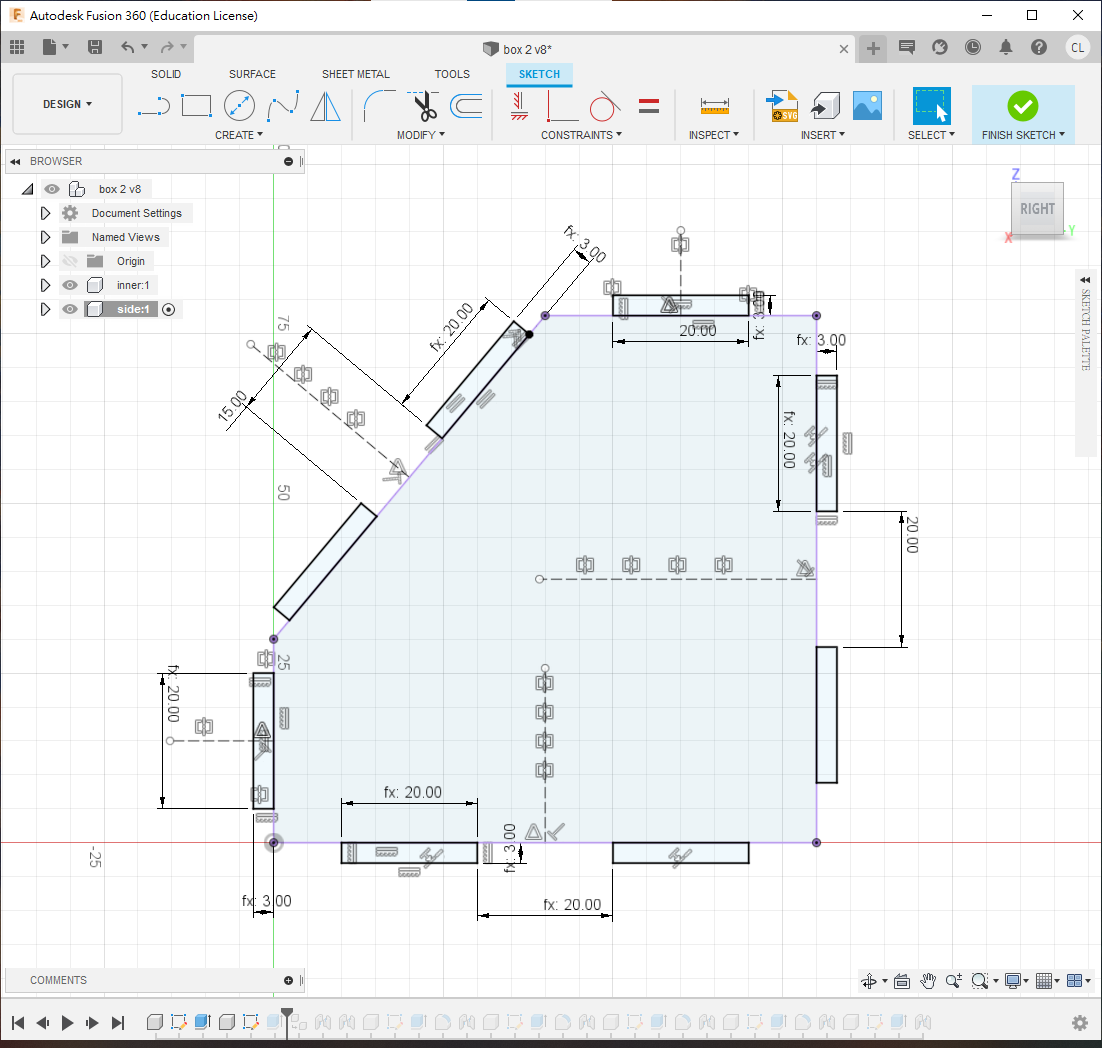 Autodesk Fusion 360 (Education License)
box 2 v8*
CL
DESIGN
SOLID
SURFACE
SHEET METAL
TOOLS
SKETCH
SVG
CREATE
MODIFY
CONSTRAINTS
INSPECT
INSERT
SELECT
FINISH SKETCH
BROWSER
box 2 v8
Document Settings
Named Views
Origin
inner:1
side:1
Z
RIGHT
X
Y
SKETCH PALETTE
fx: 3.00
fx: 20.00
15.00
75
20.00
fx: 3.00
fx: 20.00
50
20.00
25
fx: 20.00
fx: 20.00
fx: 3.00
-25
fx: 3.00
fx: 20.00
COMMENTS